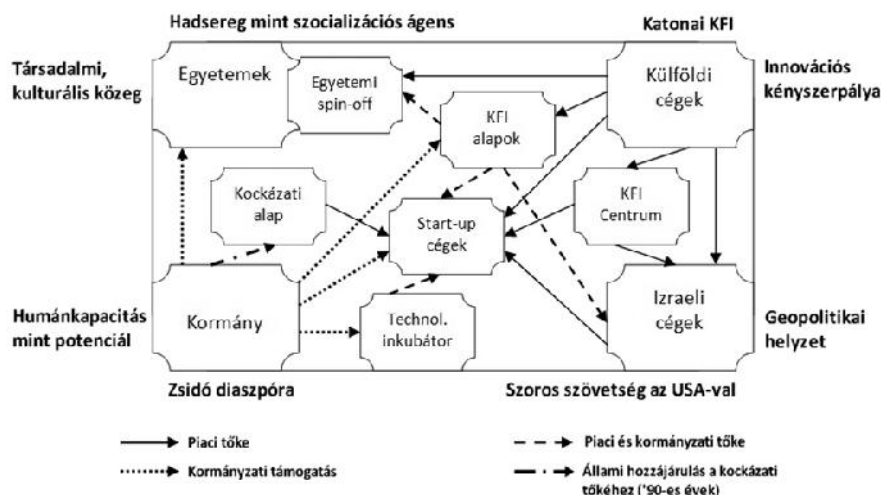 Hadsereg mint szocializációs ágens
Katonai KFI
Társadalmi,
kulturális közeg
Egyetemek
Egyetemi
spin-off
KFI
alapok
Külföldi
cégek
Innovációs
kényszerpálya
Kockázati
alap
Start-up
cégek
KFI
Centrum
Humánkapacitás
mint potenciál
Kormány
Technol.
inkubátor
Izraeli
cégek
Geopolitikai
helyzet
Zsidó diaszpóra
Szoros szövetség az USA-val
Piaci tőke
Piaci és kormányzati tőke
Kormányzati támogatás
Állami hozzájárulás a kockázati
tőkéhez ('90-es évek)